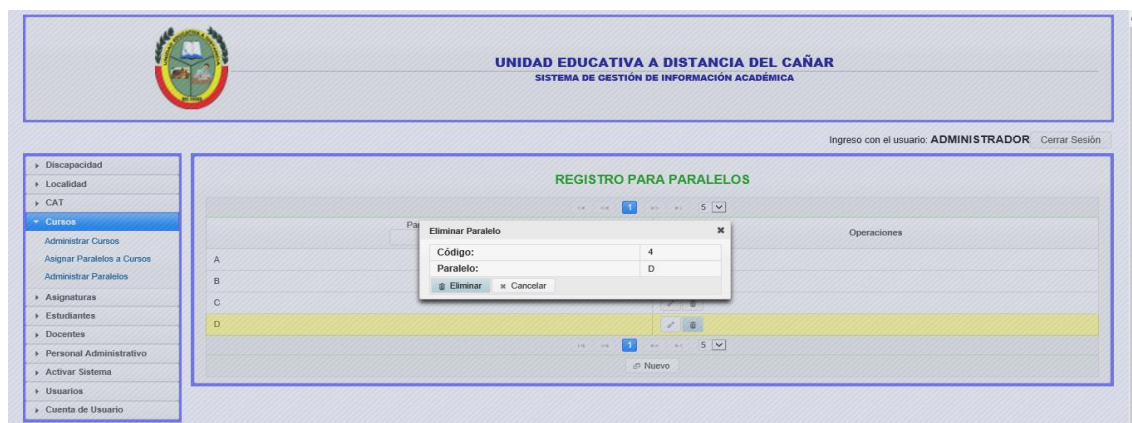 UNIDAD EDUCATIVA A DISTANCIA DEL CAÑAR
SISTEMA DE GESTIÓN DE INFORMACIÓN ACADÉMICA
Ingreso con el usuario: ADMINISTRADOR Cerrar Sesión
Discapacidad
Localidad
CAT
Cursos
Administrar Cursos
Asignar Paralelos a Cursos
Administrar Paralelos
Asignaturas
Estudiantes
Docentes
Personal Administrativo
Activar Sistema
Usuarios
Cuenta de Usuario
REGISTRO PARA PARALELOS
1 5
Operaciones
A
B
C
D
Eliminar Paralelo
Código: 4
Paralelo: D
Eliminar Cancelar
1 5
Nuevo